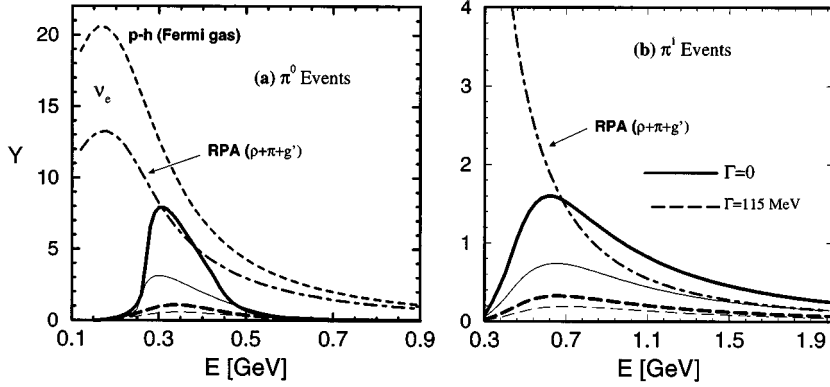 20
15
10
5
0
Y
p-h (Fermi gas)
(a) π⁰ Events
νe
RPA (ρ+π+g')
0.1
0.3
0.5
0.7
0.9
E [GeV]
4
3
2
1
0
(b) π± Events
RPA (ρ+π+g')
Γ=0
Γ=115 MeV
0.3
0.7
1.1
1.5
1.9
E [GeV]